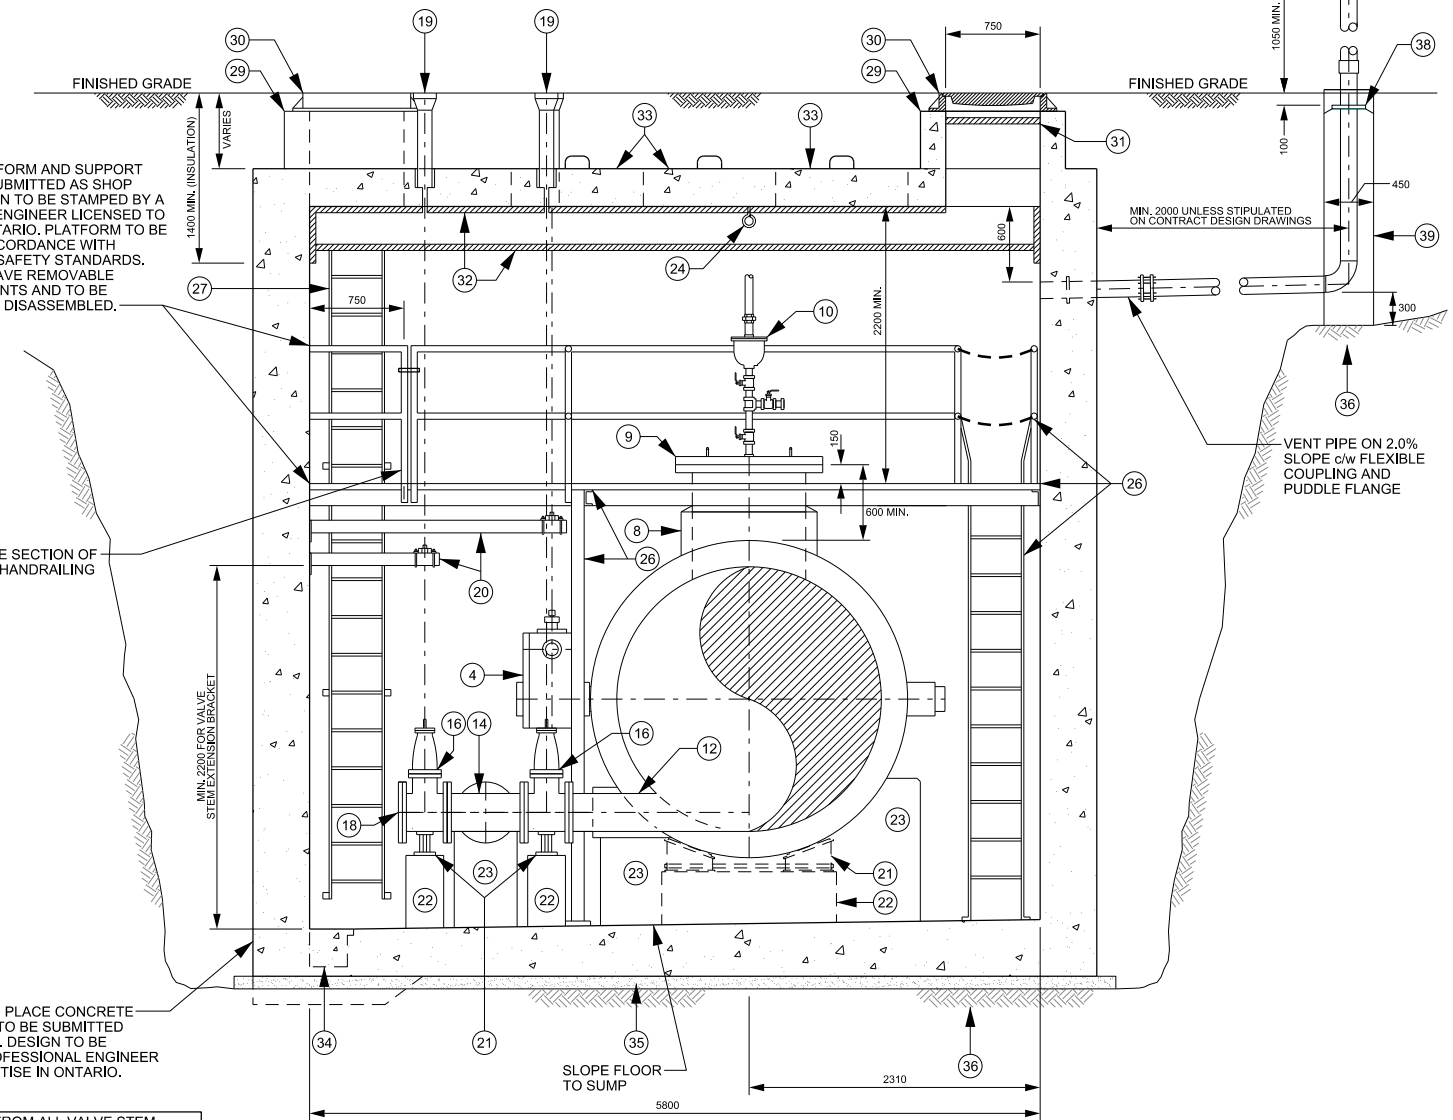 19
19
30
30
29
29
750
1050 MIN.
38
FINISHED GRADE
FINISHED GRADE
VARIES
1400 MIN. (INSULATION)
33
33
31
100
450
FORM AND SUPPORT
UBMITTED AS SHOP
N TO BE STAMPED BY A
ENGINEER LICENSED TO
TARIO. PLATFORM TO BE
CORDANCE WITH
SAFETY STANDARDS.
AVE REMOVABLE
NTS AND TO BE
DISASSEMBLED.
MIN. 2000 UNLESS STIPULATED
ON CONTRACT DESIGN DRAWINGS
600
39
24
32
27
750
2200 MIN.
10
300
36
9
150
VENT PIPE ON 2.0%
SLOPE c/w FLEXIBLE
COUPLING AND
PUDDLE FLANGE
26
600 MIN.
8
E SECTION OF
HANDRAILING
26
20
4
MIN. 2200 FOR VALVE
STEM EXTENSION BRACKET
16
14
16
12
18
23
23
23
21
22
22
22
PLACE CONCRETE
TO BE SUBMITTED
. DESIGN TO BE
OFESSIONAL ENGINEER
TISE IN ONTARIO.
34
21
35
36
SLOPE FLOOR
TO SUMP
2310
5800
FROM ALL VALVE STEM